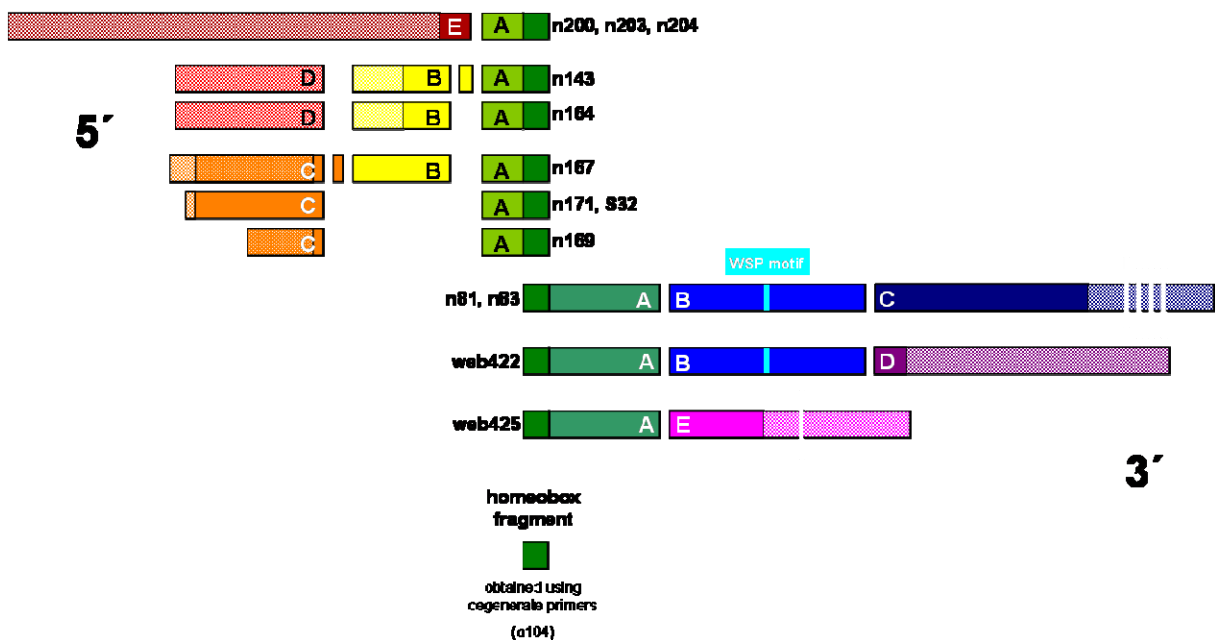 E A n200, n203, n204
D B A n143
5´
D B A n164
C B A n167
C A n171, S32
C A n169
WSP motif
n81, n83 A B C
web422 A B D
web425 A E
3´
homeobox
fragment
obtained using
degenerate primers
(a104)